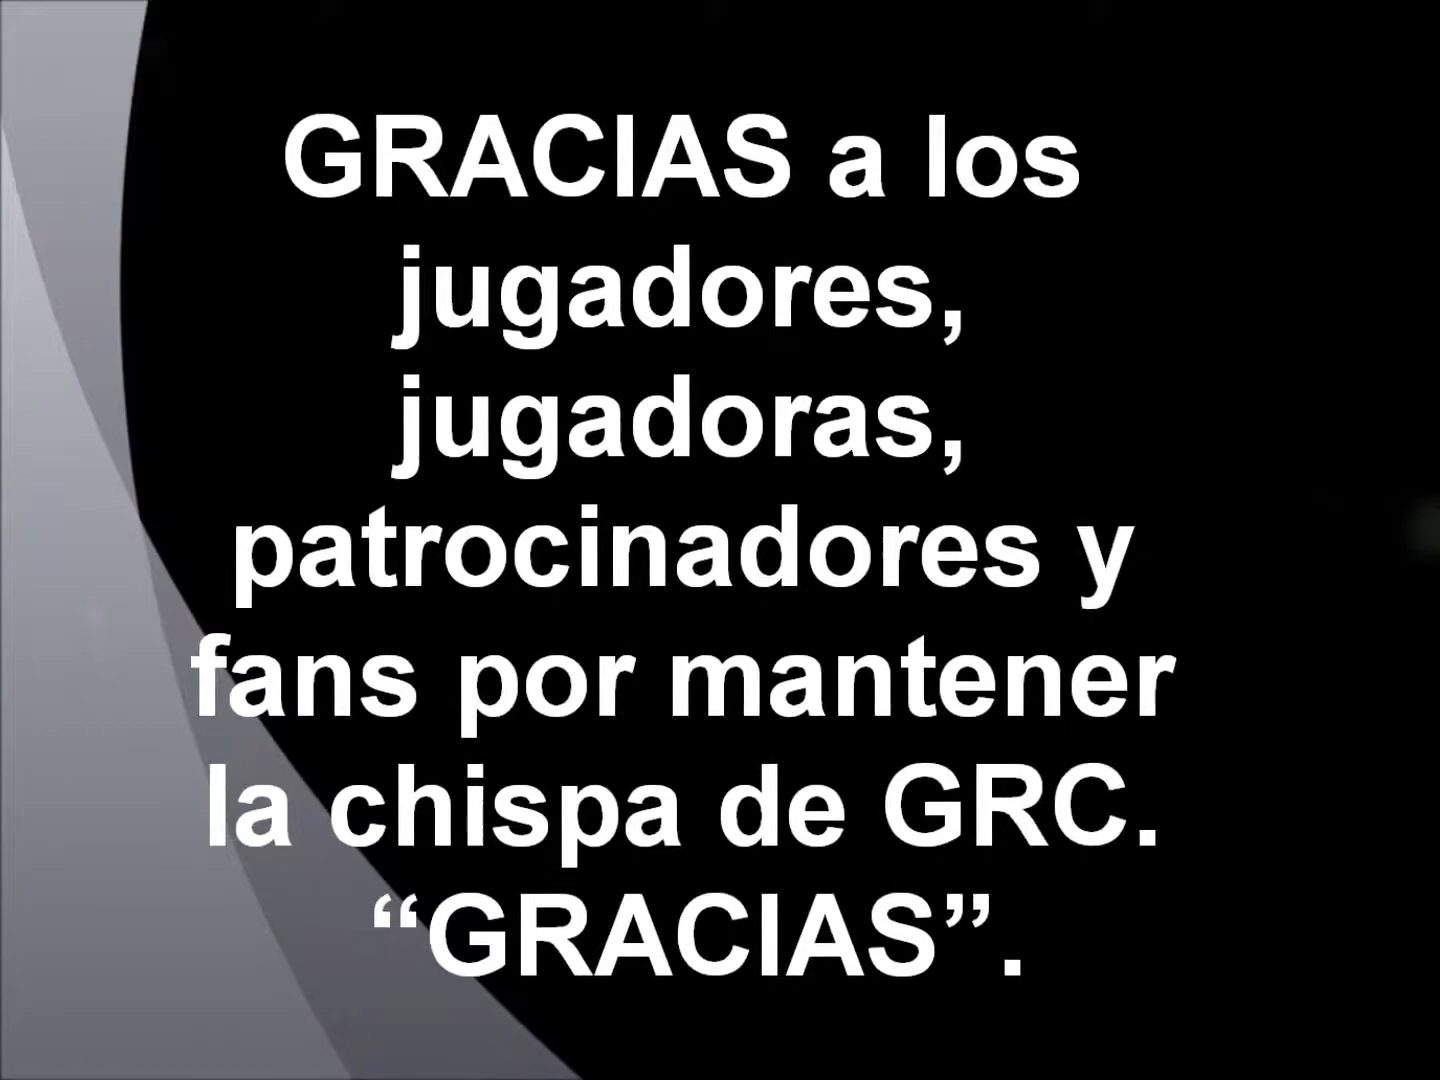 GRACIAS a los
jugadores,
jugadoras,
patrocinadores y
fans por mantener
la chispa de GRC.
“GRACIAS”.